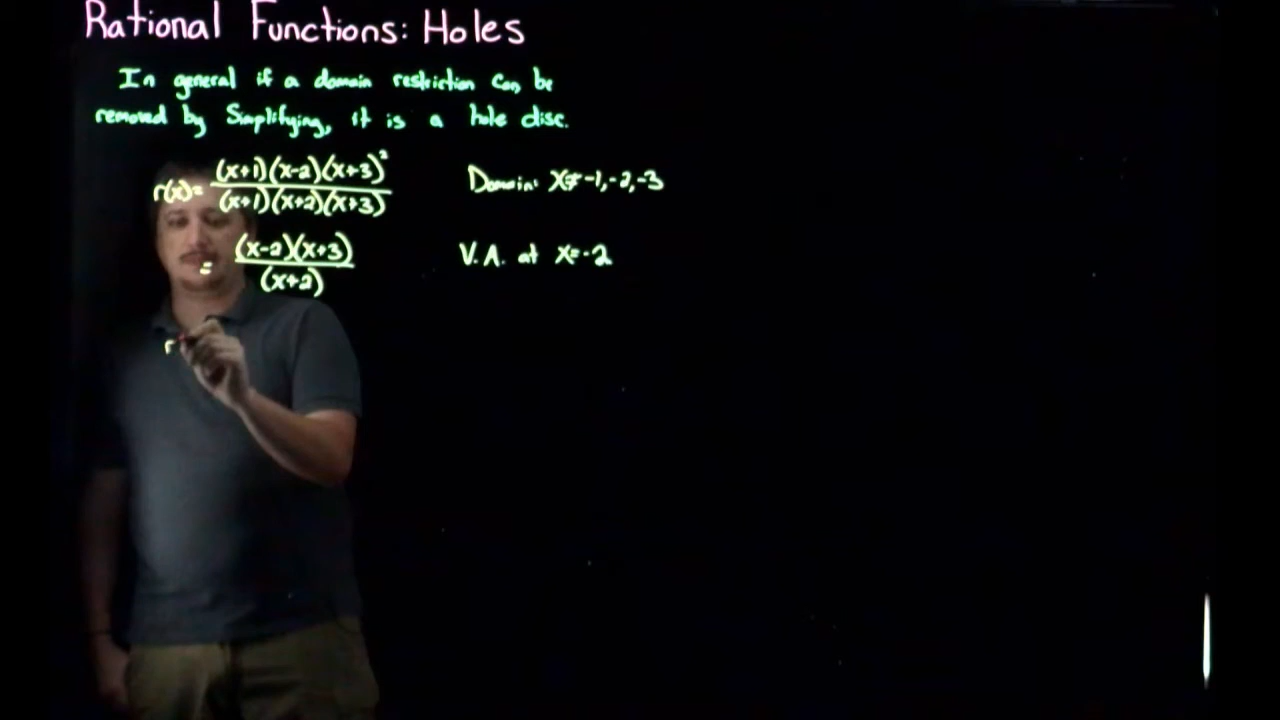 Rational Functions: Holes
In general if a domain restriction can be
removed by Simplifying, it is a hole disc.
r(x)= (x+1)(x-2)(x+3)² / (x+1)(x+2)(x+3)
Domain: x≠-1,-2,-3
= (x-2)(x+3) / (x+2)
V.A. at x=-2
r